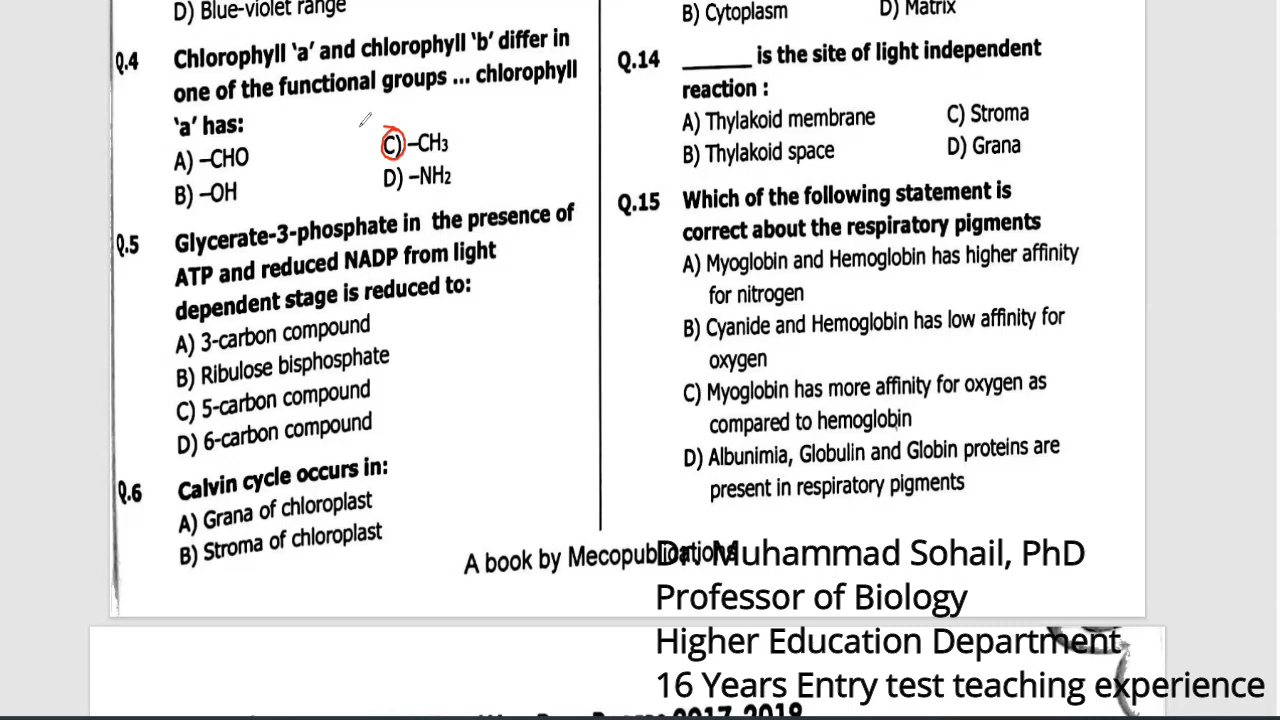 D) Blue-violet range
Q.4 Chlorophyll 'a' and chlorophyll 'b' differ in
one of the functional groups ... chlorophyll
'a' has:
A) –CHO
C) –CH3
B) –OH
D) –NH2
Q.5 Glycerate-3-phosphate in the presence of
ATP and reduced NADP from light
dependent stage is reduced to:
A) 3-carbon compound
B) Ribulose bisphosphate
C) 5-carbon compound
D) 6-carbon compound
Q.6 Calvin cycle occurs in:
A) Grana of chloroplast
B) Stroma of chloroplast
B) Cytoplasm
D) Matrix
Q.14 ______ is the site of light independent
reaction :
A) Thylakoid membrane
C) Stroma
B) Thylakoid space
D) Grana
Q.15 Which of the following statement is
correct about the respiratory pigments
A) Myoglobin and Hemoglobin has higher affinity
for nitrogen
B) Cyanide and Hemoglobin has low affinity for
oxygen
C) Myoglobin has more affinity for oxygen as
compared to hemoglobin
D) Albunimia, Globulin and Globin proteins are
present in respiratory pigments
A book by Mecopublications
Dr. Muhammad Sohail, PhD
Professor of Biology
Higher Education Department
16 Years Entry test teaching experience
2017-2018